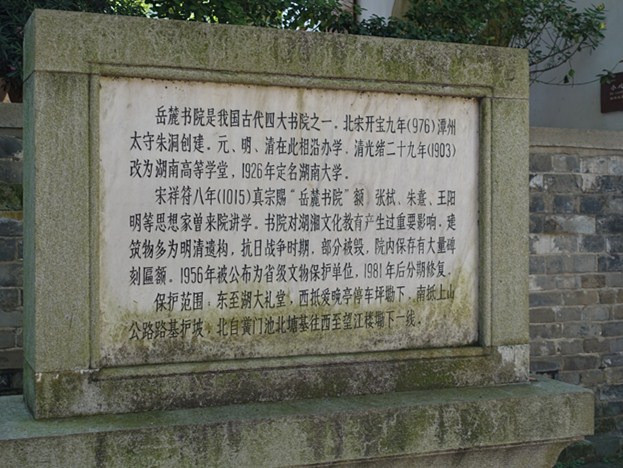 岳麓书院是我国古代四大书院之一。北宋开宝九年(976)潭州
太守朱洞创建。元、明、清在此相沿办学。清光绪二十九年(1903)
改为湖南高等学堂，1926年定名湖南大学。
宋祥符八年(1015)真宗赐“岳麓书院”额，张栻、朱熹、王阳
明等思想家曾来院讲学。书院对湖湘文化教育产生过重要影响。建
筑物多为明清遗构，抗日战争时期，部分被毁，院内保存有大量碑
刻匾额。1956年被公布为省级文物保护单位，1981年后分期修复。
保护范围，东至湖大礼堂，西抵爱晚亭停车坪坳下，南抵上山
公路路基护坡，北自黄门池北塘基往西至望江楼坳下一线。